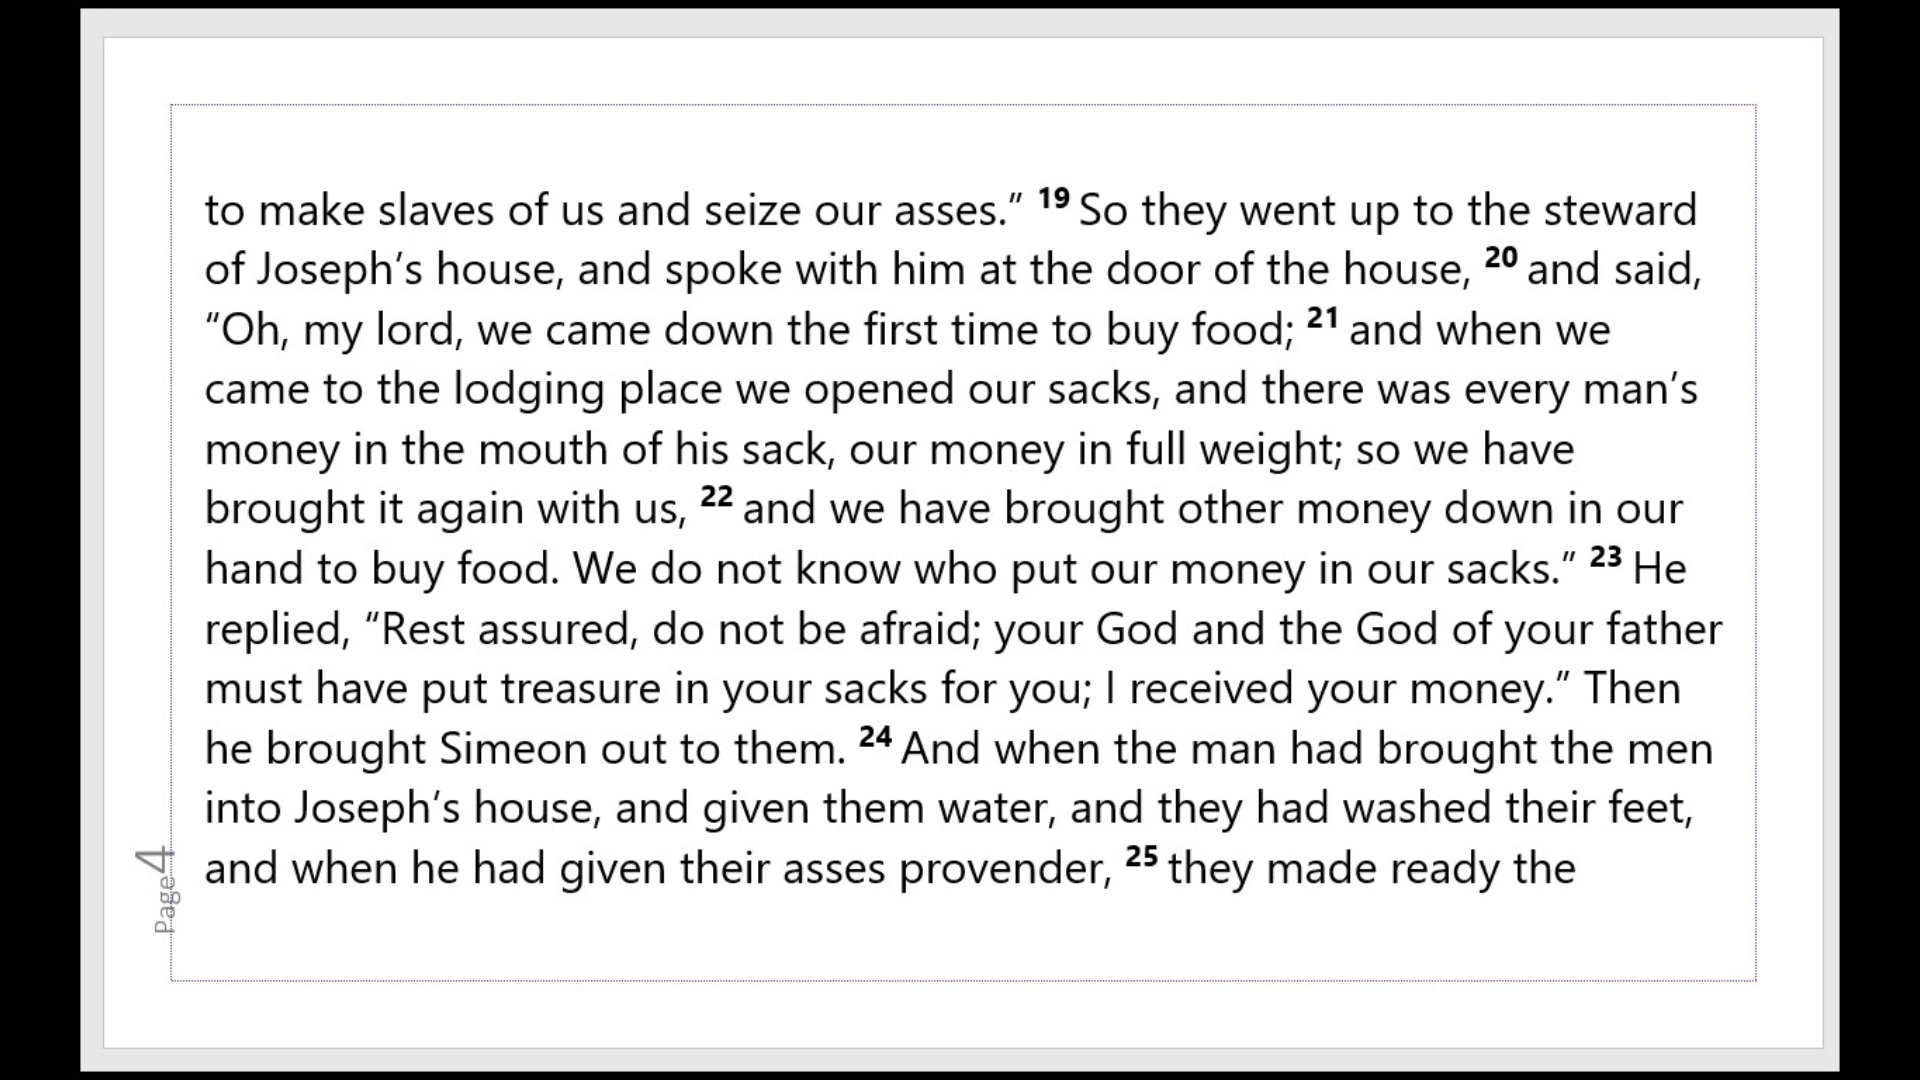 to make slaves of us and seize our asses.” 19 So they went up to the steward
of Joseph’s house, and spoke with him at the door of the house, 20 and said,
“Oh, my lord, we came down the first time to buy food; 21 and when we
came to the lodging place we opened our sacks, and there was every man’s
money in the mouth of his sack, our money in full weight; so we have
brought it again with us, 22 and we have brought other money down in our
hand to buy food. We do not know who put our money in our sacks.” 23 He
replied, “Rest assured, do not be afraid; your God and the God of your father
must have put treasure in your sacks for you; I received your money.” Then
he brought Simeon out to them. 24 And when the man had brought the men
into Joseph’s house, and given them water, and they had washed their feet,
and when he had given their asses provender, 25 they made ready the
Page 4